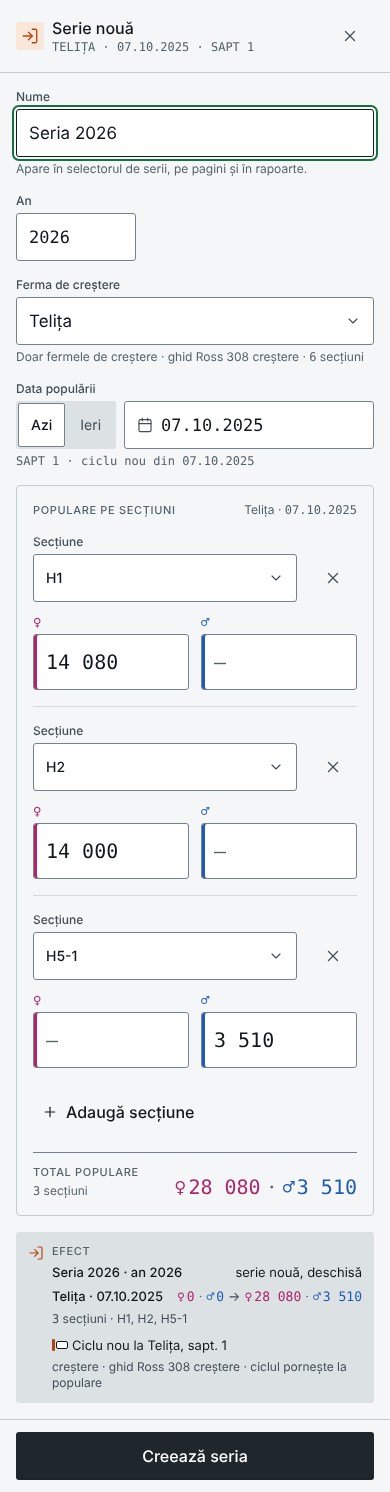 Serie nouă
TELIȚA · 07.10.2025 · SAPT 1
Nume
Seria 2026
Apare în selectorul de serii, pe pagini și în rapoarte.
An
2026
Ferma de creștere
Telița
Doar fermele de creștere · ghid Ross 308 creștere · 6 secțiuni
Data populării
Azi Ieri 07.10.2025
SAPT 1 · ciclu nou din 07.10.2025
POPULARE PE SECȚIUNI Telița · 07.10.2025
Secțiune
H1
♀ ♂
14 080 —
Secțiune
H2
♀ ♂
14 000 —
Secțiune
H5-1
♀ ♂
— 3 510
+ Adaugă secțiune
TOTAL POPULARE
3 secțiuni
♀28 080 · ♂3 510
EFECT
Seria 2026 · an 2026 serie nouă, deschisă
Telița · 07.10.2025 ♀0 · ♂0 → ♀28 080 · ♂3 510
3 secțiuni · H1, H2, H5-1
Ciclu nou la Telița, sapt. 1
creștere · ghid Ross 308 creștere · ciclul pornește la
populare
Creează seria